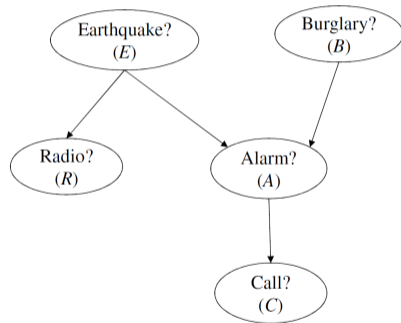 Earthquake?
(E)
Burglary?
(B)
Radio?
(R)
Alarm?
(A)
Call?
(C)